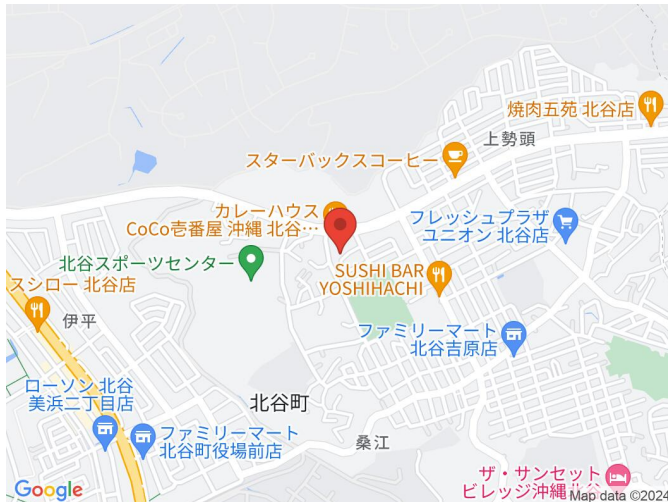 焼肉五苑 北谷店
上勢頭
スターバックスコーヒー
カレーハウス
CoCo壱番屋 沖縄 北谷…
フレッシュプラザ
ユニオン 北谷店
北谷スポーツセンター
SUSHI BAR
YOSHIHACHI
スシロー 北谷店
伊平
ファミリーマート
北谷吉原店
ローソン 北谷
美浜二丁目店
北谷町
ファミリーマート
北谷町役場前店
桑江
ザ・サンセット
ビレッジ沖縄北谷
Google
Map data ©2024